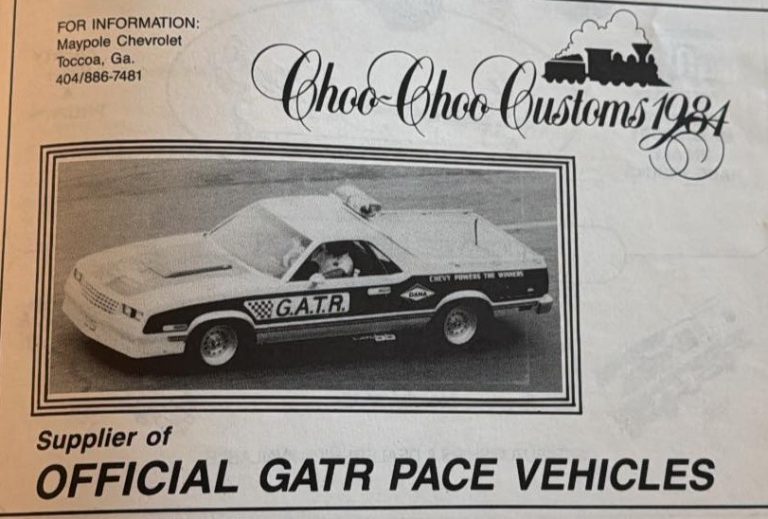 FOR INFORMATION:
Maypole Chevrolet
Toccoa, Ga.
404/886-7481
Choo-Choo Customs 1984
CHEVY POWERS THE WINNERS
DANA
G.A.T.R.
Supplier of
OFFICIAL GATR PACE VEHICLES